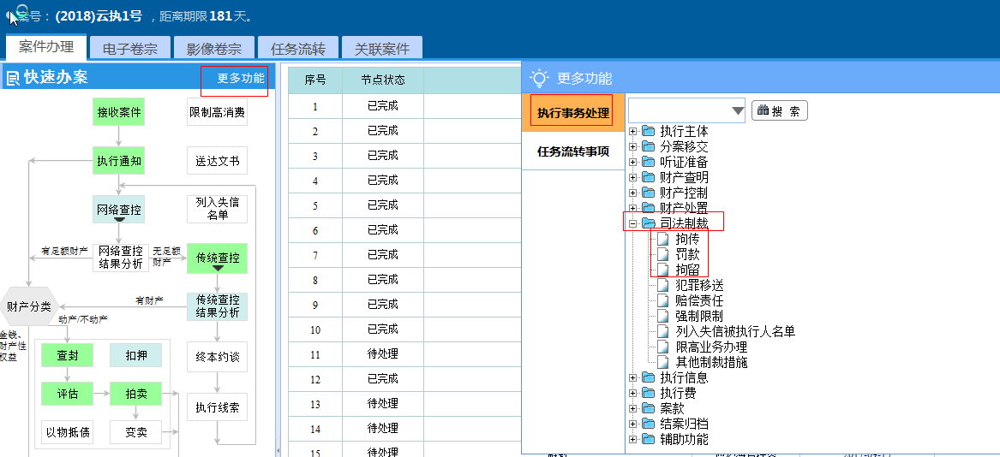 案号：(2018)云执1号 ，距离期限181天。
案件办理
电子卷宗
影像卷宗
任务流转
关联案件
快速办案
更多功能
接收案件
限制高消费
执行通知
送达文书
网络查控
列入失信
名单
有足额财产
网络查控
结果分析
无足额
财产
传统查控
财产分类
有财产
传统查控
结果分析
动产/不动产
金钱、
财产性
权益
查封
扣押
终本约谈
评估
拍卖
执行线索
以物抵债
变卖
序号 节点状态
1 已完成
2 已完成
3 已完成
4 已完成
5 已完成
6 已完成
7 已完成
8 已完成
9 已完成
10 已完成
11 待处理
12 已完成
13 待处理
14 待处理
15 待处理
更多功能
执行事务处理
任务流转事项
搜 索
执行主体
分案移交
听证准备
财产查明
财产控制
财产处置
司法制裁
拘传
罚款
拘留
犯罪移送
赔偿责任
强制限制
列入失信被执行人名单
限高业务办理
其他制裁措施
执行信息
执行费
案款
结案归档
辅助功能